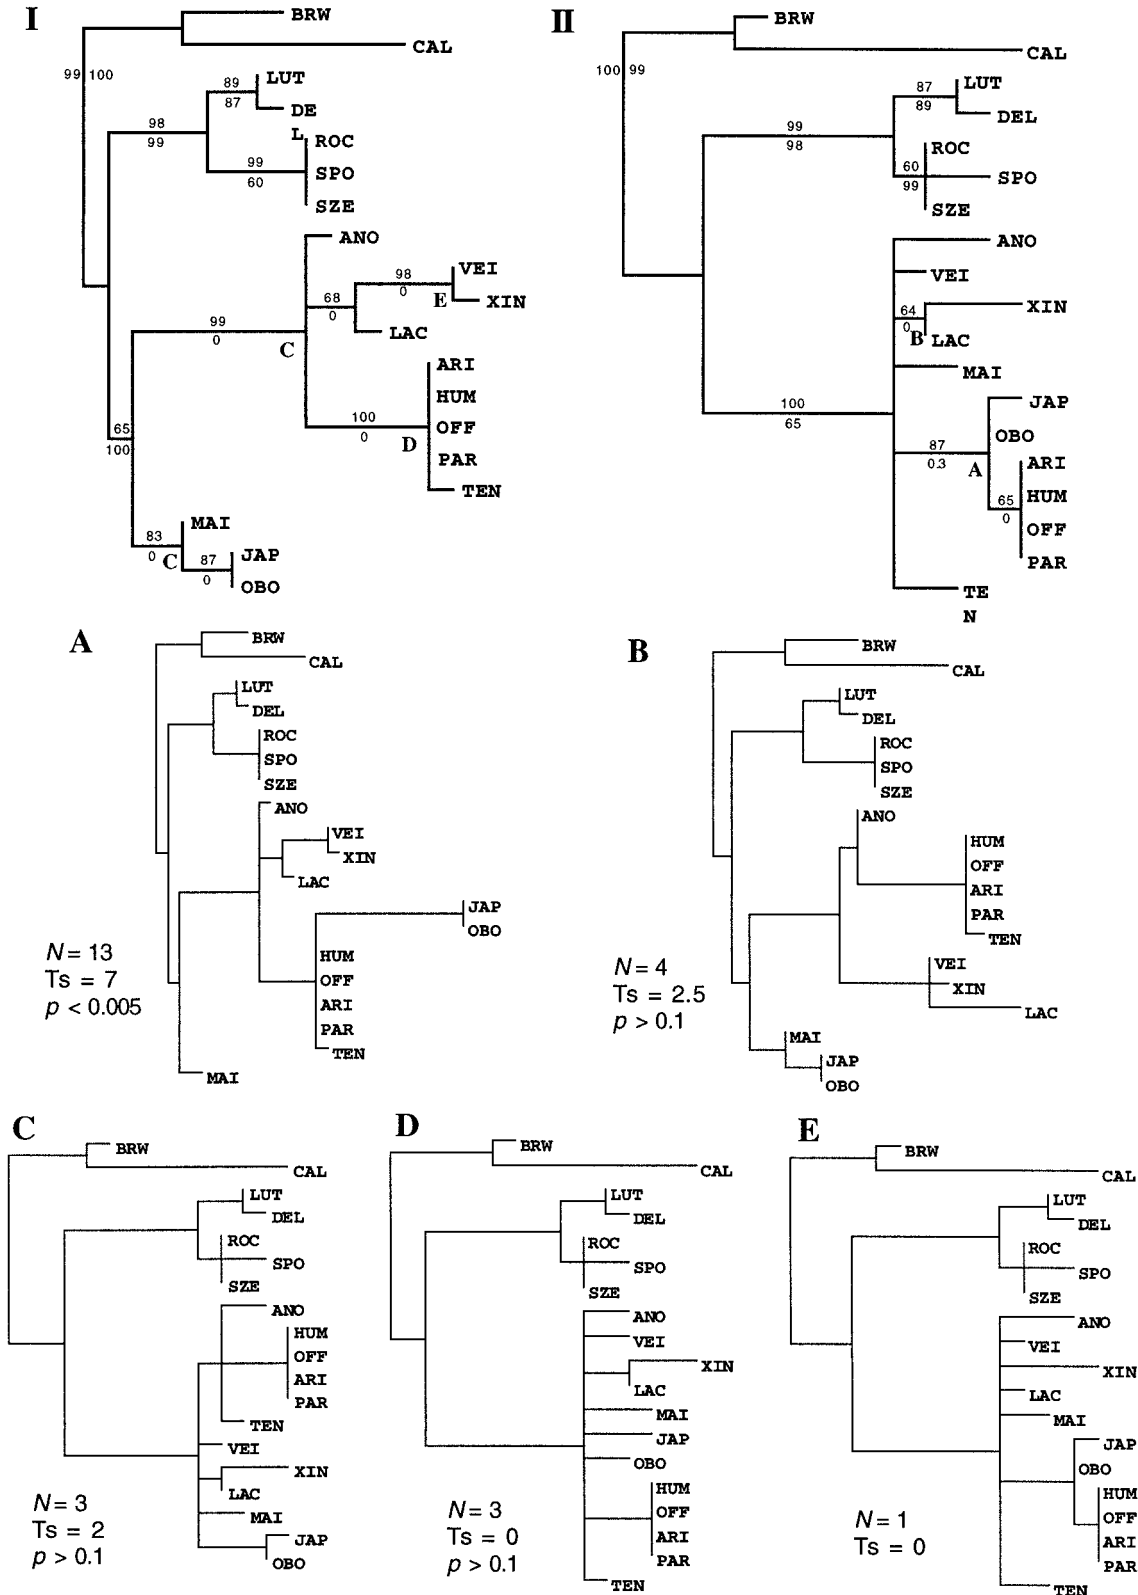 I
BRW
CAL
99 100
89
LUT
87
DE
L
98
99
ROC
99
SPO
60
SZE
ANO
98
VEI
0
E
XIN
68
0
LAC
99
0
C
ARI
HUM
100
OFF
0
D
PAR
TEN
65
100
MAI
83
0
C
87
JAP
0
OBO
II
BRW
CAL
100 99
87
LUT
89
DEL
99
98
ROC
60
SPO
99
SZE
ANO
VEI
XIN
64
0
B
LAC
MAI
100
65
JAP
OBO
87
0.3
A
ARI
65
HUM
0
OFF
PAR
TE
N
A
BRW
CAL
LUT
DEL
ROC
SPO
SZE
ANO
VEI
XIN
LAC
JAP
OBO
HUM
OFF
ARI
PAR
TEN
MAI
N = 13
Ts = 7
p < 0.005
B
BRW
CAL
LUT
DEL
ROC
SPO
SZE
ANO
HUM
OFF
ARI
PAR
TEN
VEI
XIN
LAC
MAI
JAP
OBO
N = 4
Ts = 2.5
p > 0.1
C
BRW
CAL
LUT
DEL
ROC
SPO
SZE
ANO
HUM
OFF
ARI
PAR
TEN
VEI
XIN
LAC
MAI
JAP
OBO
N = 3
Ts = 2
p > 0.1
D
BRW
CAL
LUT
DEL
ROC
SPO
SZE
ANO
VEI
XIN
LAC
MAI
JAP
OBO
HUM
OFF
ARI
PAR
TEN
N = 3
Ts = 0
p > 0.1
E
BRW
CAL
LUT
DEL
ROC
SPO
SZE
ANO
VEI
XIN
LAC
MAI
JAP
OBO
HUM
OFF
ARI
PAR
TEN
N = 1
Ts = 0